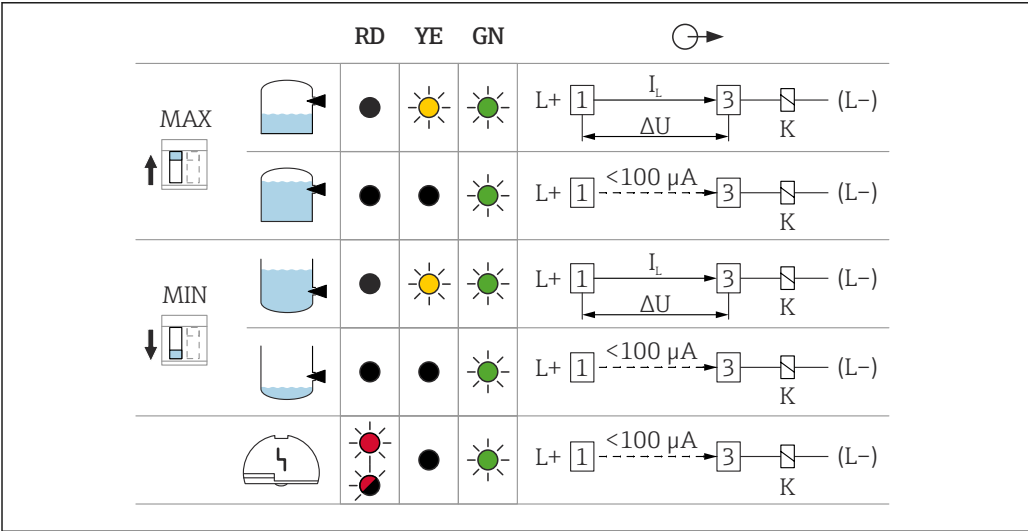 RD YE GN
MAX
L+ 1 I_L 3 (L−)
ΔU K
L+ 1 <100 µA 3 (L−)
K
MIN
L+ 1 I_L 3 (L−)
ΔU K
L+ 1 <100 µA 3 (L−)
K
L+ 1 <100 µA 3 (L−)
K